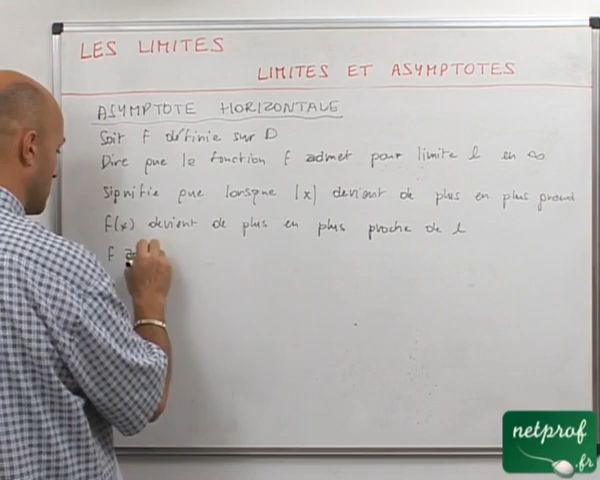 LES LIMITES
LIMITES ET ASYMPTOTES
ASYMPTOTE HORIZONTALE
Soit f définie sur D
Dire que la fonction f admet pour limite l en ∞
Signifie que lorsque |x| devient de plus en plus grand
f(x) devient de plus en plus proche de l
f a
netprof
.fr